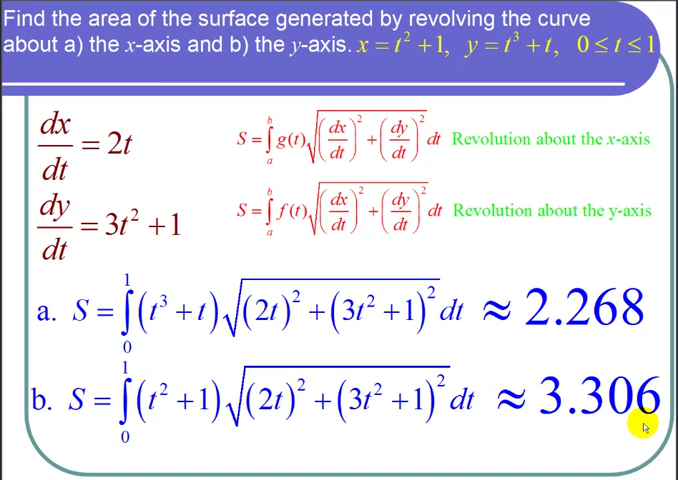 Find the area of the surface generated by revolving the curve
about a) the x-axis and b) the y-axis. x = t² + 1, y = t³ + t, 0 ≤ t ≤ 1
dx/dt = 2t
S = ∫ₐᵇ g(t)√((dx/dt)² + (dy/dt)²) dt Revolution about the x-axis
dy/dt = 3t² + 1
S = ∫ₐᵇ f(t)√((dx/dt)² + (dy/dt)²) dt Revolution about the y-axis
a. S = ∫₀¹ (t³ + t)√((2t)² + (3t² + 1)²) dt ≈ 2.268
b. S = ∫₀¹ (t² + 1)√((2t)² + (3t² + 1)²) dt ≈ 3.306